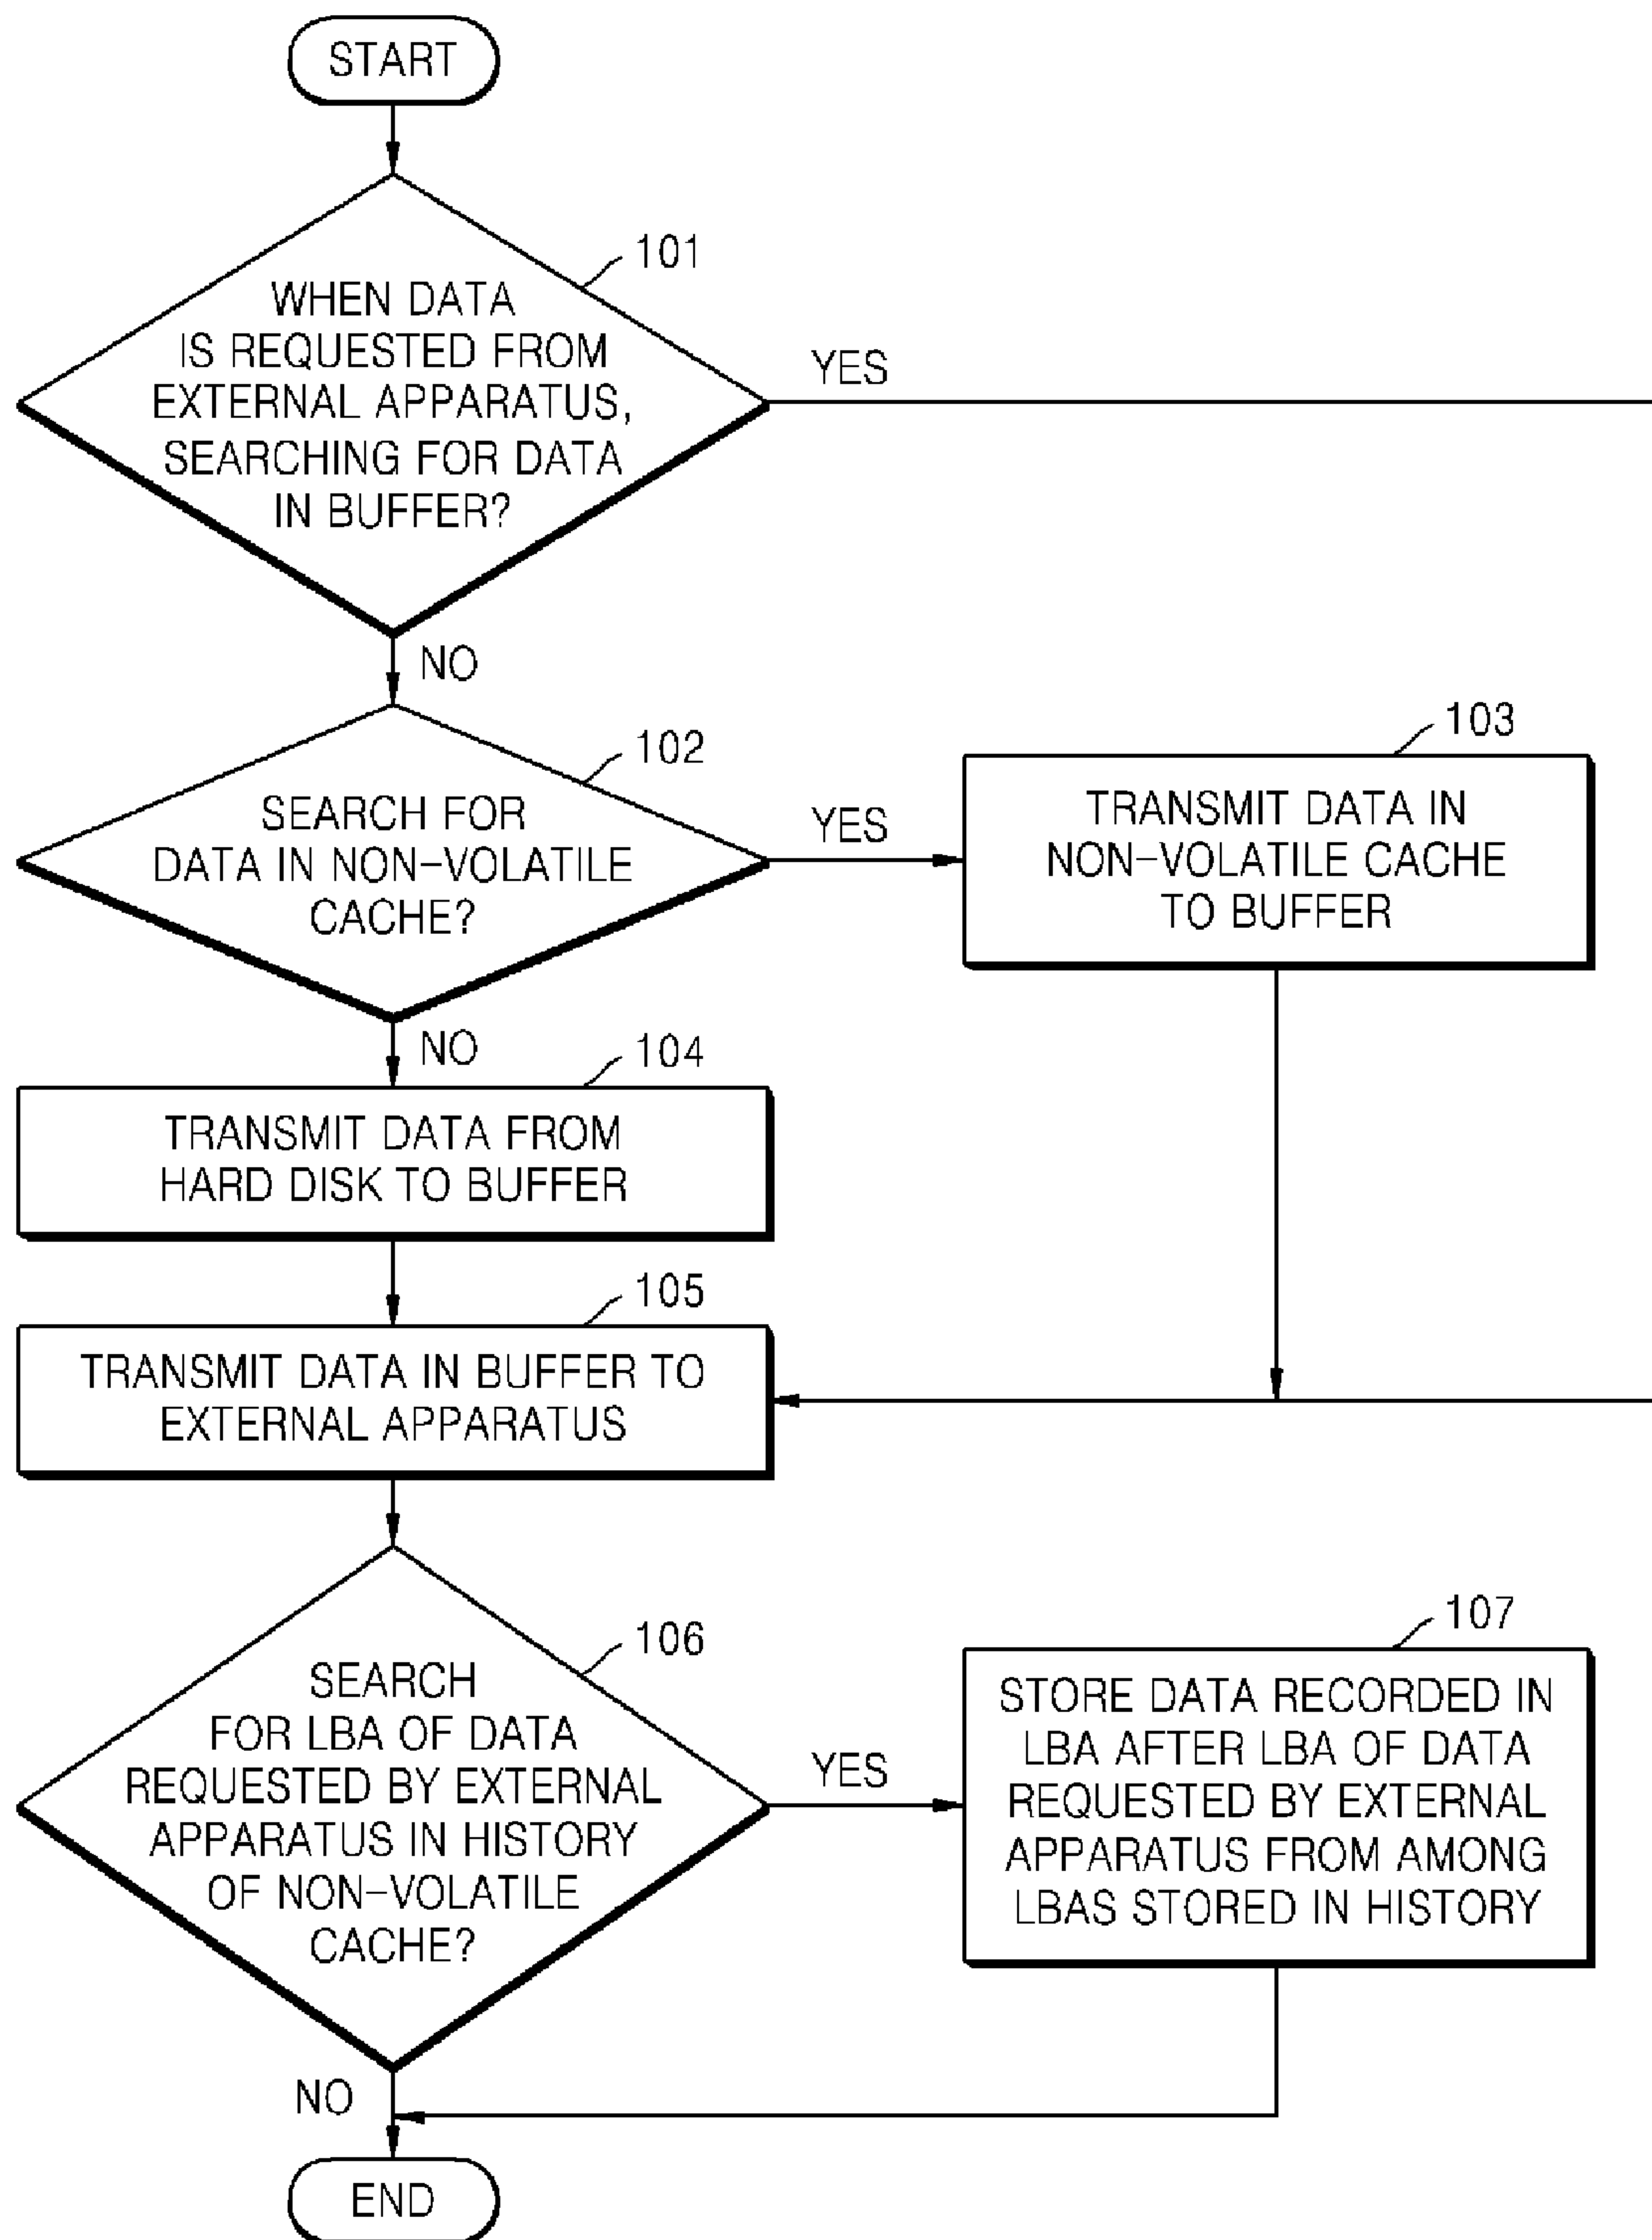 START
101
WHEN DATA
IS REQUESTED FROM
EXTERNAL APPARATUS,
SEARCHING FOR DATA
IN BUFFER?
YES
NO
102
SEARCH FOR
DATA IN NON-VOLATILE
CACHE?
YES
103
TRANSMIT DATA IN
NON-VOLATILE CACHE
TO BUFFER
NO
104
TRANSMIT DATA FROM
HARD DISK TO BUFFER
105
TRANSMIT DATA IN BUFFER TO
EXTERNAL APPARATUS
106
SEARCH
FOR LBA OF DATA
REQUESTED BY EXTERNAL
APPARATUS IN HISTORY
OF NON-VOLATILE
CACHE?
YES
107
STORE DATA RECORDED IN
LBA AFTER LBA OF DATA
REQUESTED BY EXTERNAL
APPARATUS FROM AMONG
LBAS STORED IN HISTORY
NO
END